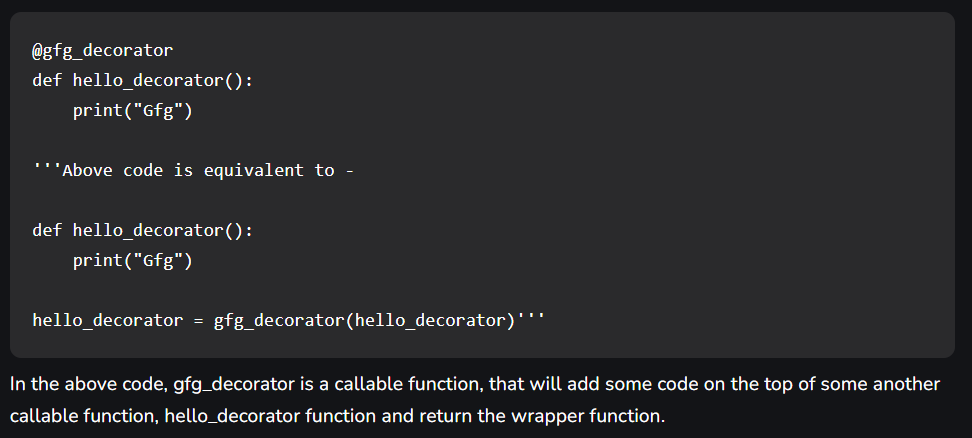 @gfg_decorator
def hello_decorator():
    print("Gfg")
'''Above code is equivalent to -
def hello_decorator():
    print("Gfg")
hello_decorator = gfg_decorator(hello_decorator)'''
In the above code, gfg_decorator is a callable function, that will add some code on the top of some another
callable function, hello_decorator function and return the wrapper function.